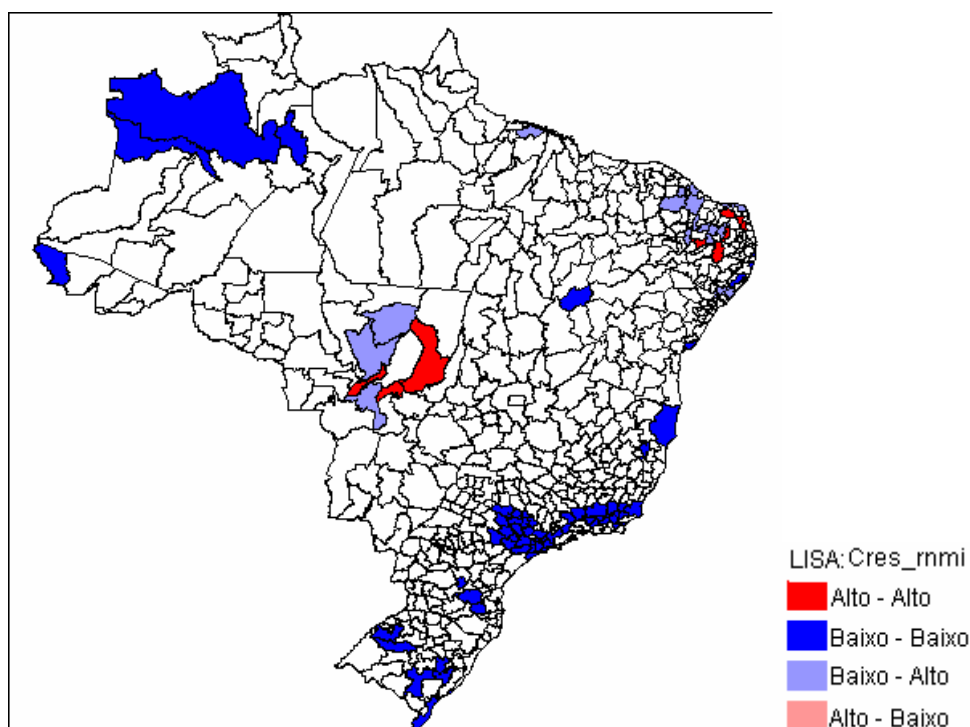 LISA: Cres_rnmi
Alto - Alto
Baixo - Baixo
Baixo - Alto
Alto - Baixo